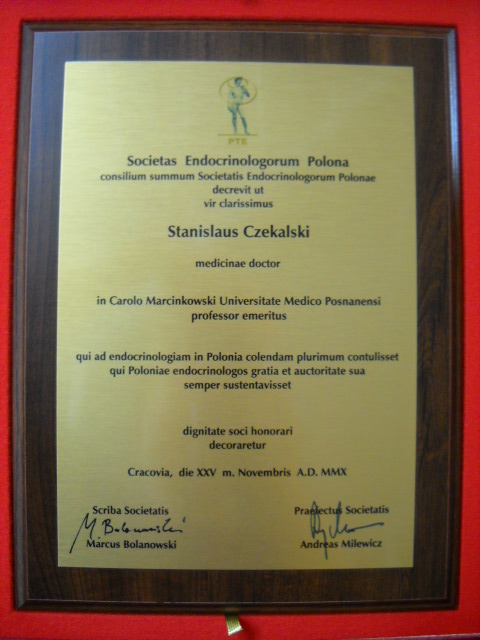 PTE
Societas Endocrinologorum Polona
consilium summum Societatis Endocrinologorum Polonae
decrevit ut
vir clarissimus
Stanislaus Czekalski
medicinae doctor
in Carolo Marcinkowski Universitate Medico Posnanensi
professor emeritus
qui ad endocrinologiam in Polonia colendam plurimum contulisset
qui Poloniae endocrinologos gratia et auctoritate sua
semper sustentavisset
dignitate soci honorari
decoraretur
Cracovia, die XXV m. Novembris A.D. MMX
Scriba Societatis
M. Bolanowski
Marcus Bolanowski
Praefectus Societatis
Andreas Milewicz